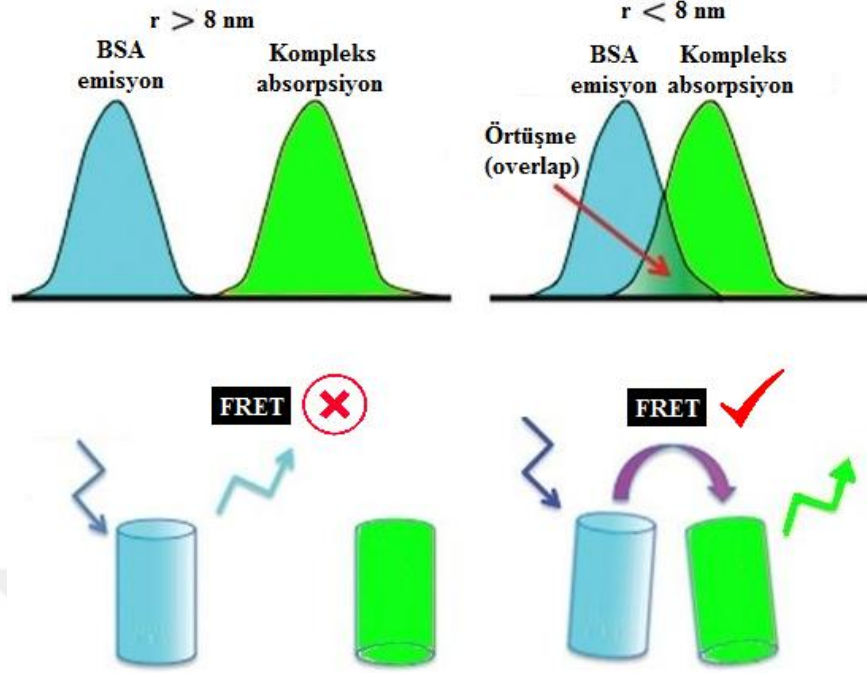 r > 8 nm
BSA
emisyon
Kompleks
absorpsiyon
r < 8 nm
BSA
emisyon
Kompleks
absorpsiyon
Örtüşme
(overlap)
FRET
FRET